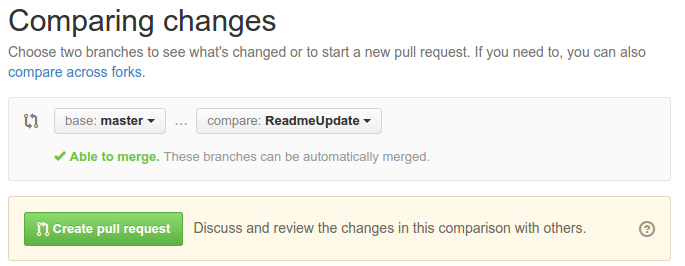 Comparing changes
Choose two branches to see what's changed or to start a new pull request. If you need to, you can also
compare across forks.
base: master ... compare: ReadmeUpdate
Able to merge. These branches can be automatically merged.
Create pull request Discuss and review the changes in this comparison with others. ?